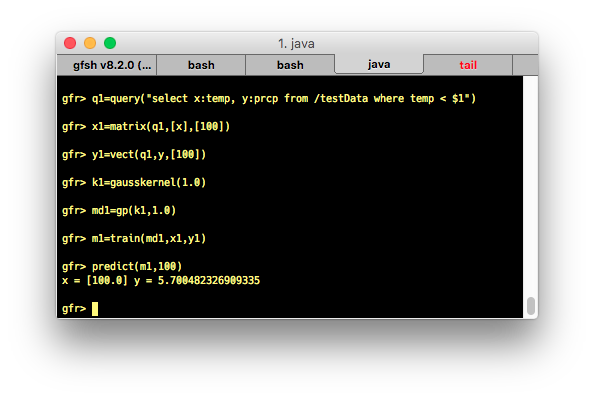 1. java
gfsh v8.2.0 (... bash bash java tail
gfr> q1=query("select x:temp, y:prcp from /testData where temp < $1")
gfr> x1=matrix(q1,[x],[100])
gfr> y1=vect(q1,y,[100])
gfr> k1=gausskernel(1.0)
gfr> md1=gp(k1,1.0)
gfr> m1=train(md1,x1,y1)
gfr> predict(m1,100)
x = [100.0] y = 5.700482326909335
gfr>